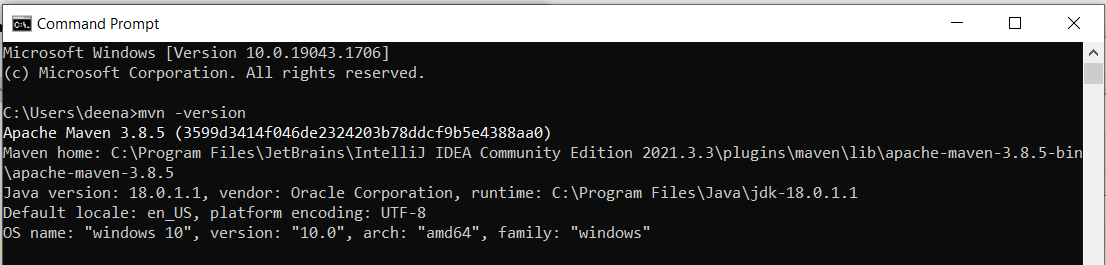 Command Prompt
Microsoft Windows [Version 10.0.19043.1706]
(c) Microsoft Corporation. All rights reserved.
C:\Users\deena>mvn -version
Apache Maven 3.8.5 (3599d3414f046de2324203b78ddcf9b5e4388aa0)
Maven home: C:\Program Files\JetBrains\IntelliJ IDEA Community Edition 2021.3.3\plugins\maven\lib\apache-maven-3.8.5-bin
\apache-maven-3.8.5
Java version: 18.0.1.1, vendor: Oracle Corporation, runtime: C:\Program Files\Java\jdk-18.0.1.1
Default locale: en_US, platform encoding: UTF-8
OS name: "windows 10", version: "10.0", arch: "amd64", family: "windows"